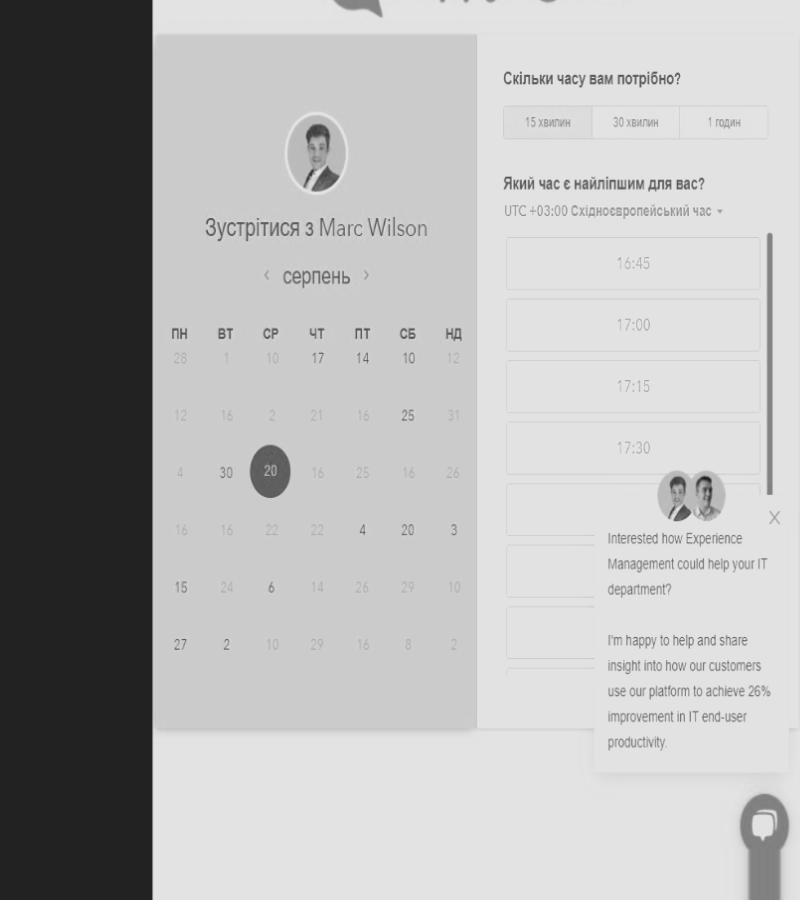 Зустрітися з Marc Wilson
‹ серпень ›
ПН ВТ СР ЧТ ПТ СБ НД
28 1 10 17 14 10 12
12 16 2 21 16 25 31
4 30 20 16 25 16 26
16 16 22 22 4 20 3
15 24 6 14 26 29 10
27 2 10 29 16 8 2
Скільки часу вам потрібно?
15 хвилин 30 хвилин 1 годин
Який час є найліпшим для вас?
UTC +03:00 Східноєвропейський час
16:45
17:00
17:15
17:30
X
Interested how Experience
Management could help your IT
department?
I'm happy to help and share
insight into how our customers
use our platform to achieve 26%
improvement in IT end-user
productivity.